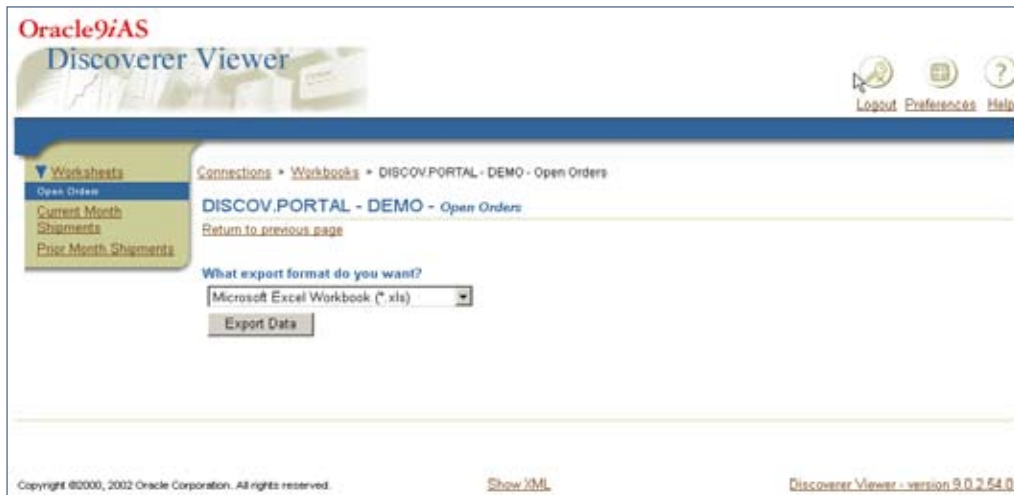 Oracle9iAS
Discoverer Viewer
Logout Preferences Help
Worksheets
Open Orders
Current Month
Shipments
Prior Month Shipments
Connections • Workbooks • DISCOV.PORTAL - DEMO - Open Orders
DISCOV.PORTAL - DEMO - Open Orders
Return to previous page
What export format do you want?
Microsoft Excel Workbook (*.xls)
Export Data
Copyright ©2000, 2002 Oracle Corporation. All rights reserved.
Show XML
Discoverer Viewer - version 9.0.2.54.0